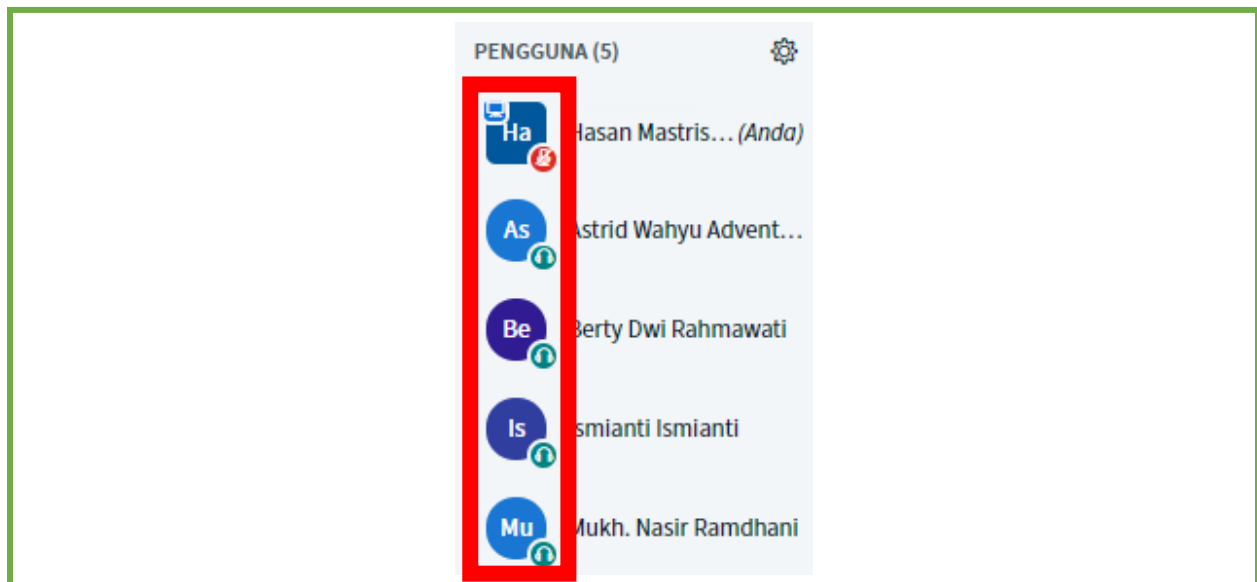 PENGGUNA (5)
Ha Hasan Mastris... (Anda)
As Astrid Wahyu Advent...
Be Berty Dwi Rahmawati
Is smianti Ismianti
Mu Mukh. Nasir Ramdhani